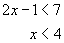 2x − 1 < 7
x < 4